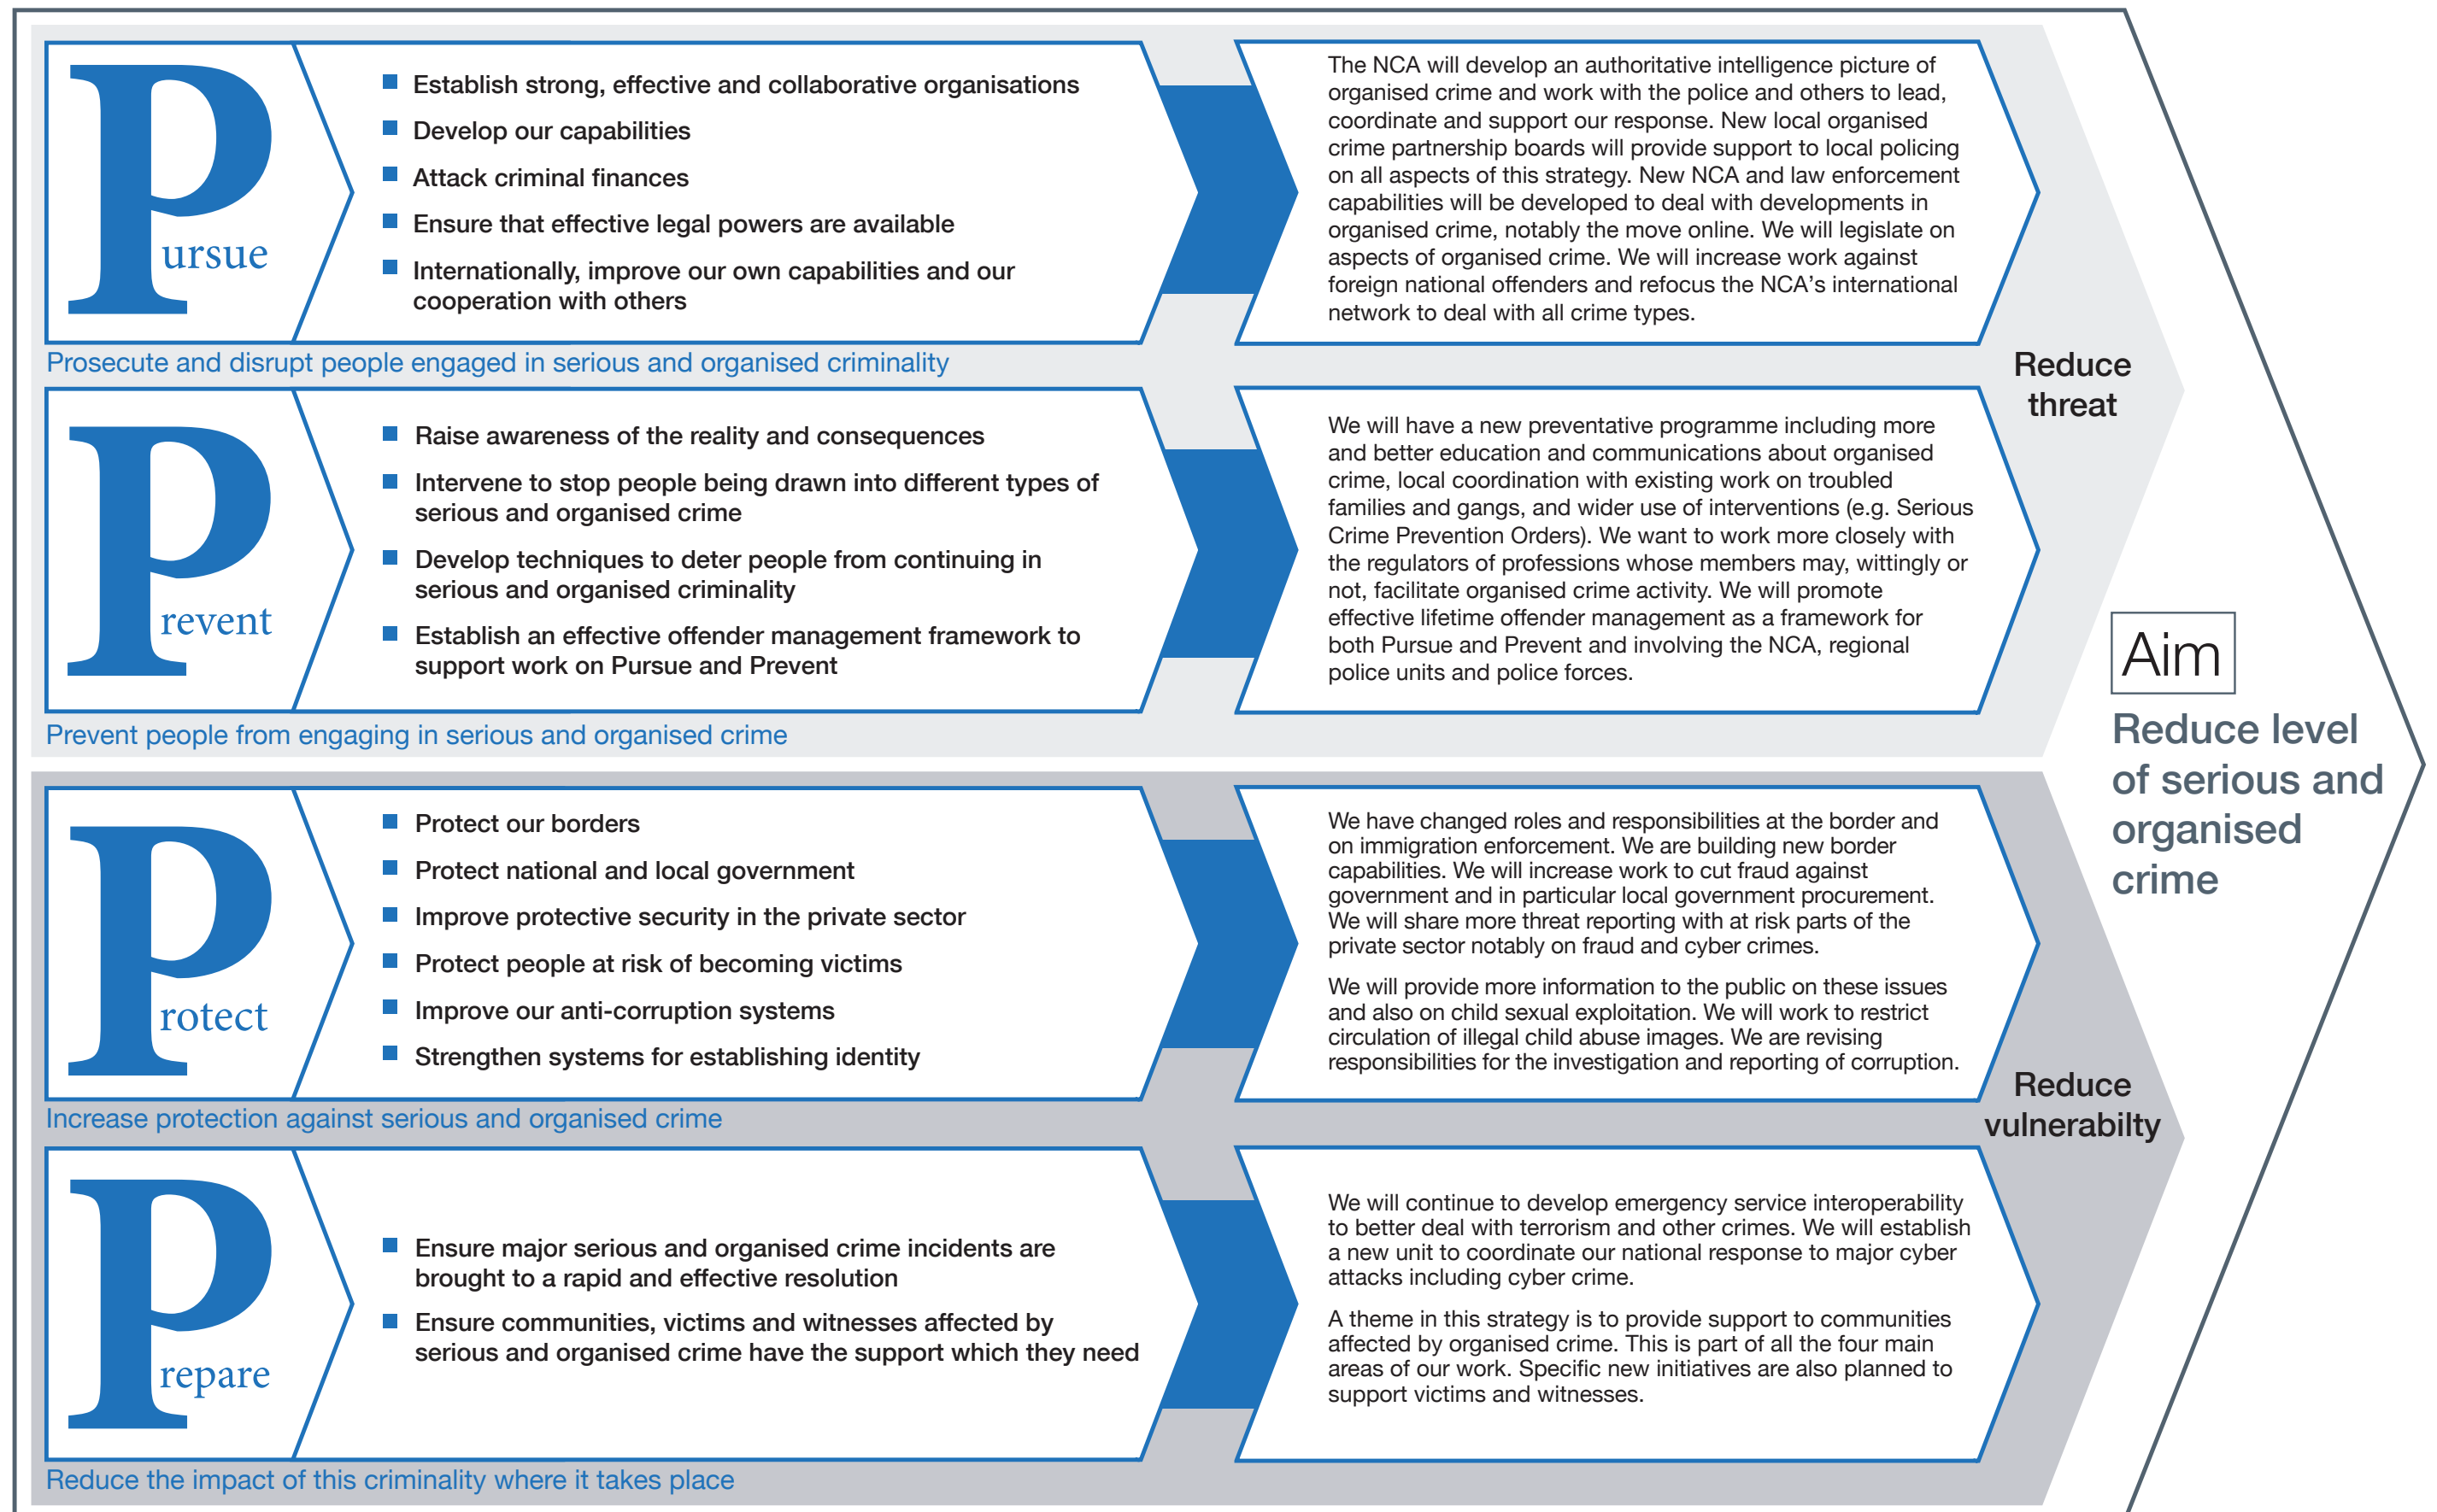 Pursue
Establish strong, effective and collaborative organisations
Develop our capabilities
Attack criminal finances
Ensure that effective legal powers are available
Internationally, improve our own capabilities and our
cooperation with others
The NCA will develop an authoritative intelligence picture of
organised crime and work with the police and others to lead,
coordinate and support our response. New local organised
crime partnership boards will provide support to local policing
on all aspects of this strategy. New NCA and law enforcement
capabilities will be developed to deal with developments in
organised crime, notably the move online. We will legislate on
aspects of organised crime. We will increase work against
foreign national offenders and refocus the NCA's international
network to deal with all crime types.
Prosecute and disrupt people engaged in serious and organised criminality
Prevent
Raise awareness of the reality and consequences
Intervene to stop people being drawn into different types of
serious and organised crime
Develop techniques to deter people from continuing in
serious and organised criminality
Establish an effective offender management framework to
support work on Pursue and Prevent
We will have a new preventative programme including more
and better education and communications about organised
crime, local coordination with existing work on troubled
families and gangs, and wider use of interventions (e.g. Serious
Crime Prevention Orders). We want to work more closely with
the regulators of professions whose members may, wittingly or
not, facilitate organised crime activity. We will promote
effective lifetime offender management as a framework for
both Pursue and Prevent and involving the NCA, regional
police units and police forces.
Prevent people from engaging in serious and organised crime
Reduce
threat
Protect
Protect our borders
Protect national and local government
Improve protective security in the private sector
Protect people at risk of becoming victims
Improve our anti-corruption systems
Strengthen systems for establishing identity
We have changed roles and responsibilities at the border and
on immigration enforcement. We are building new border
capabilities. We will increase work to cut fraud against
government and in particular local government procurement.
We will share more threat reporting with at risk parts of the
private sector notably on fraud and cyber crimes.
We will provide more information to the public on these issues
and also on child sexual exploitation. We will work to restrict
circulation of illegal child abuse images. We are revising
responsibilities for the investigation and reporting of corruption.
Increase protection against serious and organised crime
Prepare
Ensure major serious and organised crime incidents are
brought to a rapid and effective resolution
Ensure communities, victims and witnesses affected by
serious and organised crime have the support which they need
We will continue to develop emergency service interoperability
to better deal with terrorism and other crimes. We will establish
a new unit to coordinate our national response to major cyber
attacks including cyber crime.
A theme in this strategy is to provide support to communities
affected by organised crime. This is part of all the four main
areas of our work. Specific new initiatives are also planned to
support victims and witnesses.
Reduce the impact of this criminality where it takes place
Reduce
vulnerabilty
Aim
Reduce level
of serious and
organised
crime